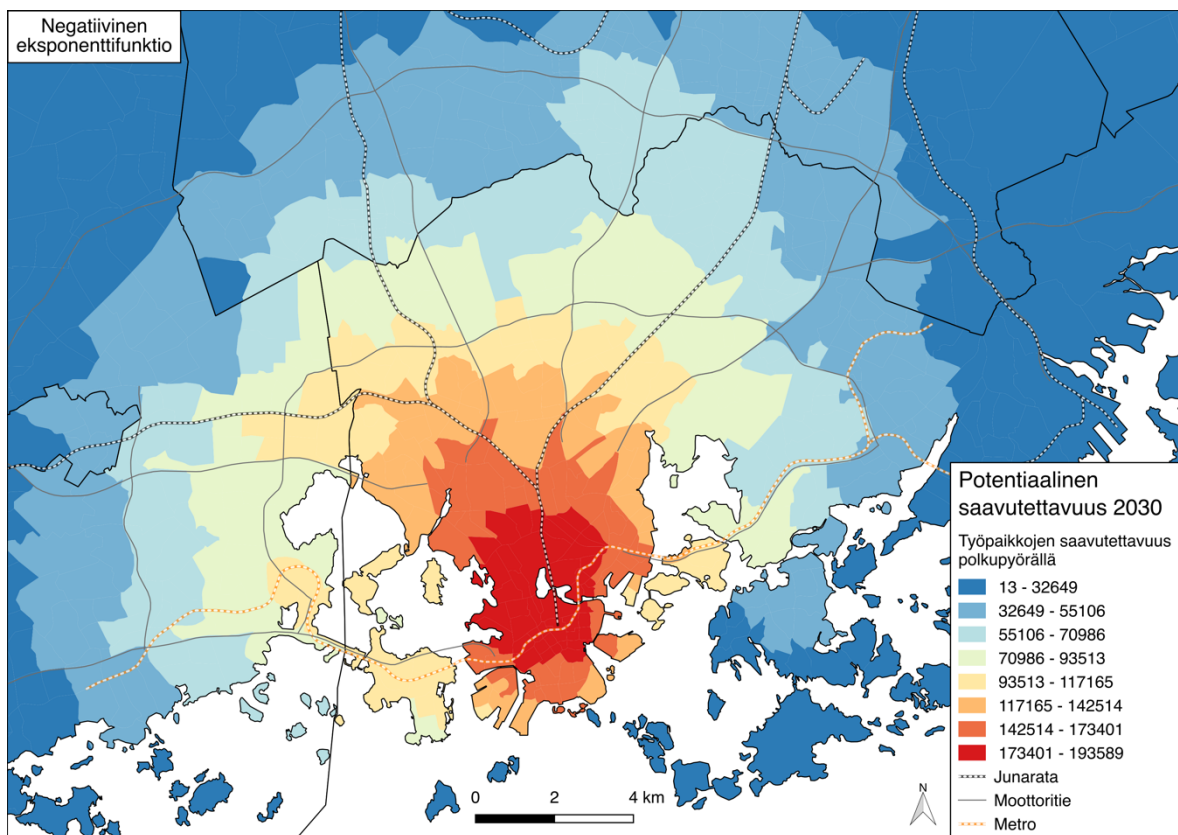 Negatiivinen
eksponenttifunktio
Potentiaalinen
saavutettavuus 2030
Työpaikkojen saavutettavuus
polkupyörällä
13 - 32649
32649 - 55106
55106 - 70986
70986 - 93513
93513 - 117165
117165 - 142514
142514 - 173401
173401 - 193589
Junarata
Moottoritie
Metro
0 2 4 km
N